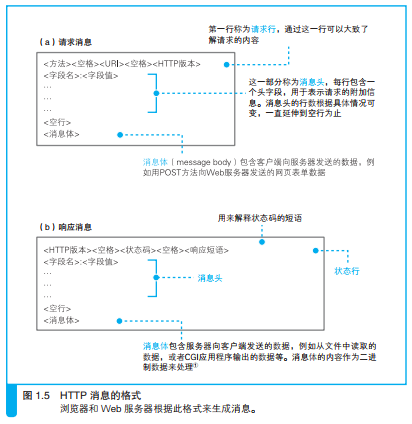 第一行称为请求行，通过这一行可以大致了
解请求的内容
（a）请求消息
<方法><空格><URI><空格><HTTP版本>
<字段名>:<字段值>
…
…
…
<空行>
<消息体>
这一部分称为消息头，每行包含一
个头字段，用于表示请求的附加信
息。消息头的行数根据具体情况可
变，一直延伸到空行为止
消息体（message body）包含客户端向服务器发送的数据，例
如用POST方法向Web服务器发送的网页表单数据
用来解释状态码的短语
（b）响应消息
<HTTP版本><空格><状态码><空格><响应短语>
<字段名>:<字段值>
…
…
…
<空行>
<消息体>
消息头
状态行
消息体包含服务器向客户端发送的数据，例如从文件中读取的
数据，或者CGI应用程序输出的数据等。消息体的内容作为二进
制数据来处理①
图 1.5 HTTP 消息的格式
浏览器和 Web 服务器根据此格式来生成消息。